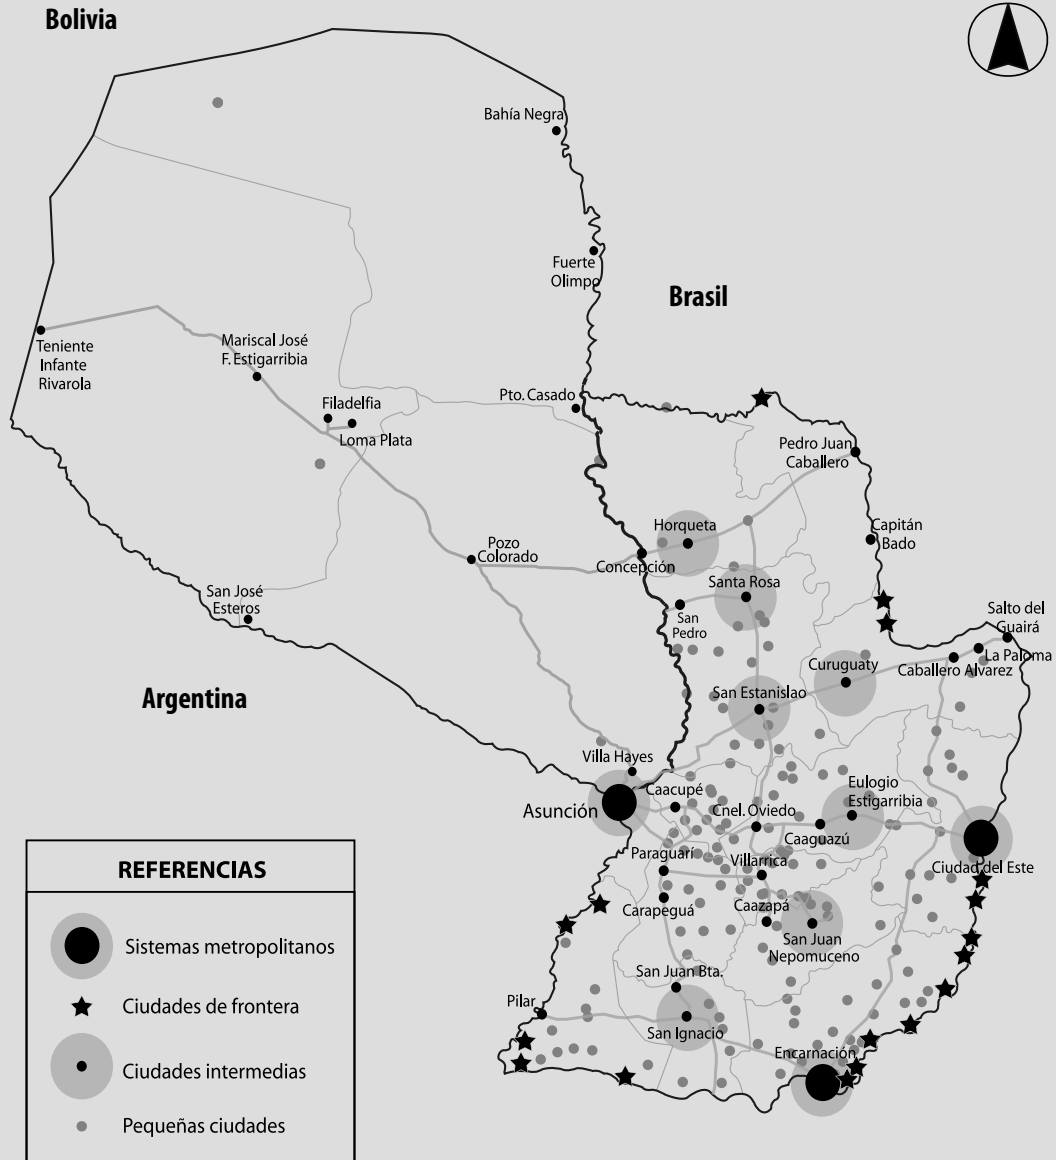 Bolivia
Bahía Negra
Fuerte
Olimpo
Brasil
Teniente
Infante
Rivarola
Mariscal José
F. Estigarribia
Filadelfia
Loma Plata
Pto. Casado
Pedro Juan
Caballero
Horqueta
Capitán
Bado
Pozo
Colorado
Concepción
Santa Rosa
San José
Esteros
San
Pedro
Salto del
Guairá
La Paloma
Caballero Alvarez
Curuguaty
Argentina
San Estanislao
Villa Hayes
Caacupé
Asunción
Cnel. Oviedo
Eulogio
Estigarribia
Caaguazú
Paraguarí
Villarrica
Ciudad del Este
Carapeguá
Caazapá
San Juan
Nepomuceno
San Juan Bta.
Pilar
San Ignacio
Encarnación
REFERENCIAS
Sistemas metropolitanos
Ciudades de frontera
Ciudades intermedias
Pequeñas ciudades